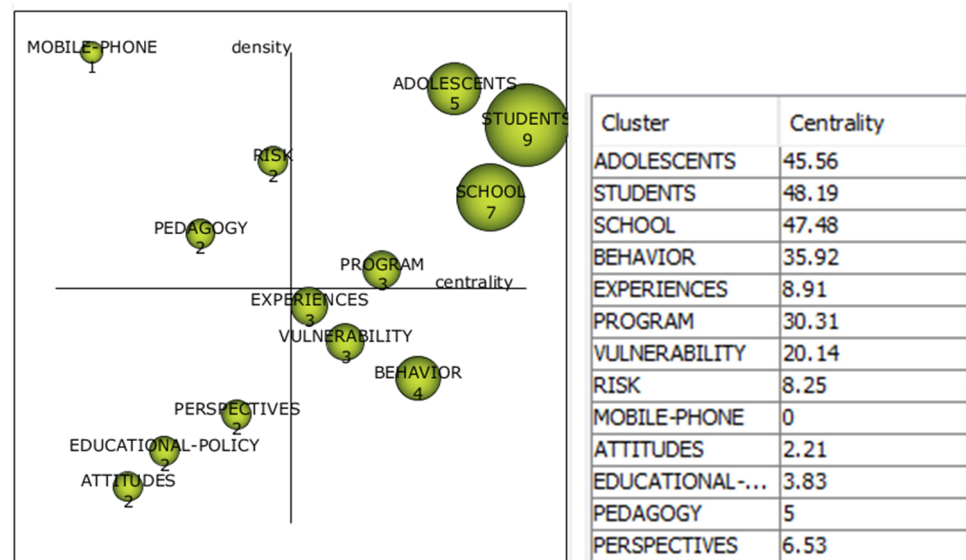 MOBILE-PHONE
1
density
ADOLESCENTS
5
STUDENTS
9
RISK
2
SCHOOL
7
PEDAGOGY
2
PROGRAM
3
centrality
EXPERIENCES
3
VULNERABILITY
3
BEHAVIOR
4
PERSPECTIVES
2
EDUCATIONAL-POLICY
2
ATTITUDES
2
Cluster Centrality
ADOLESCENTS 45.56
STUDENTS 48.19
SCHOOL 47.48
BEHAVIOR 35.92
EXPERIENCES 8.91
PROGRAM 30.31
VULNERABILITY 20.14
RISK 8.25
MOBILE-PHONE 0
ATTITUDES 2.21
EDUCATIONAL-... 3.83
PEDAGOGY 5
PERSPECTIVES 6.53